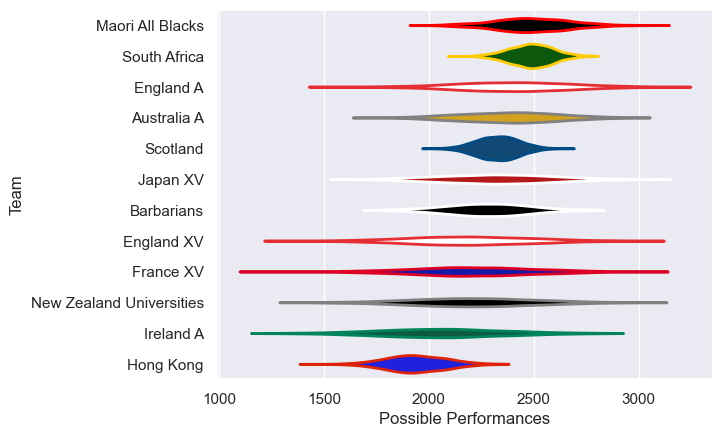 Maori All Blacks
South Africa
England A
Australia A
Scotland
Japan XV
Barbarians
England XV
France XV
New Zealand Universities
Ireland A
Hong Kong
Team
1000 1500 2000 2500 3000
Possible Performances